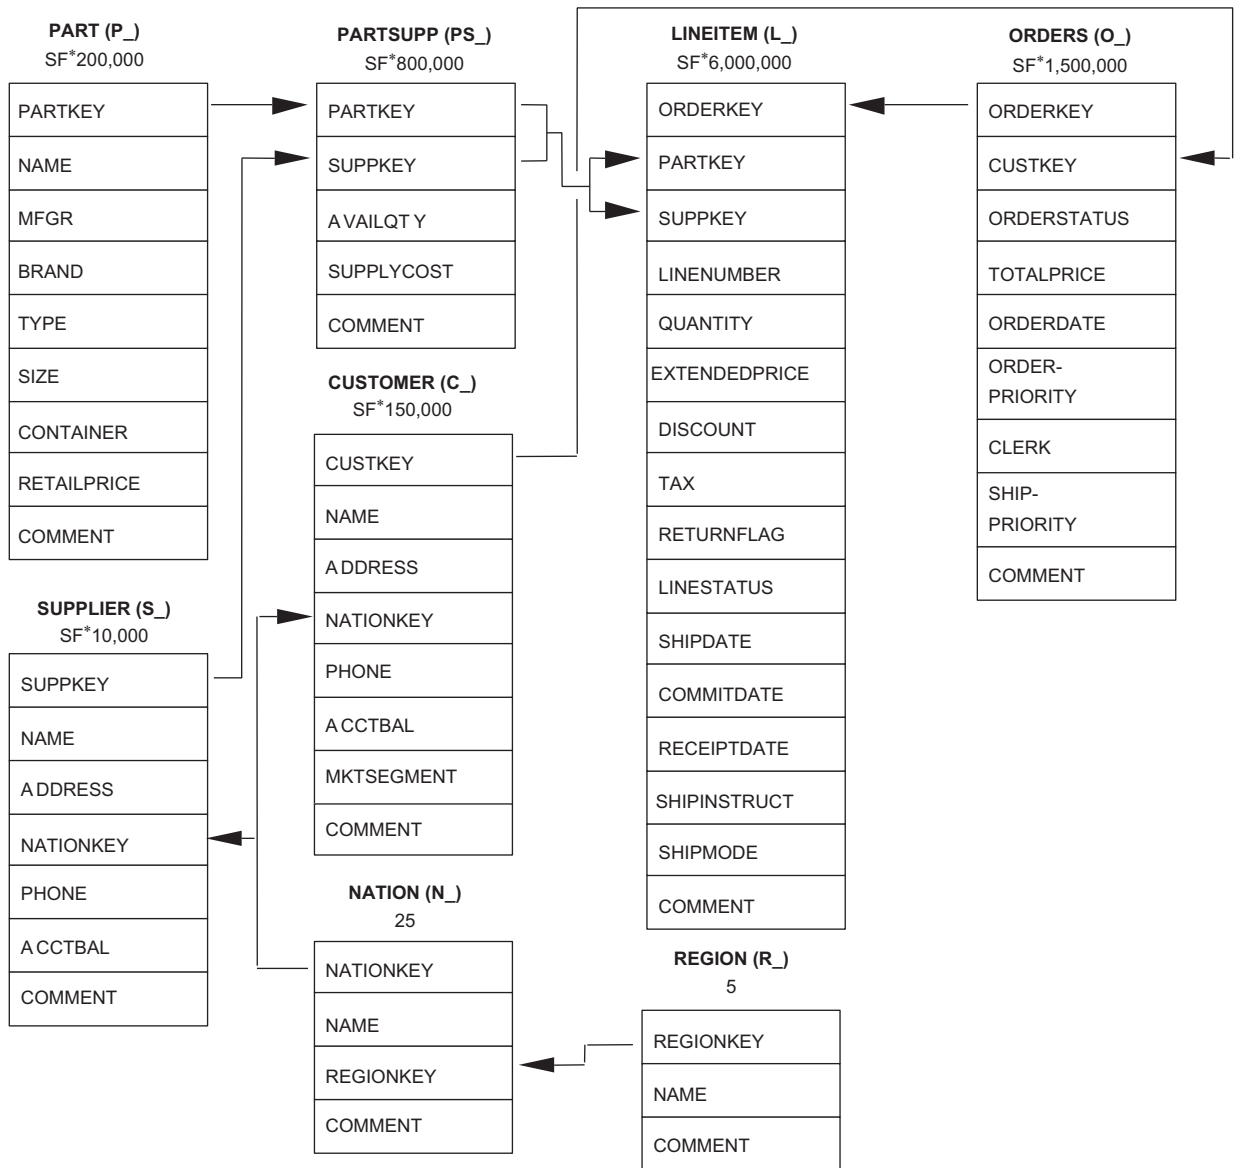 PART (P_)
SF*200,000
PARTKEY
NAME
MFGR
BRAND
TYPE
SIZE
CONTAINER
RETAILPRICE
COMMENT
SUPPLIER (S_)
SF*10,000
SUPPKEY
NAME
A DDRESS
NATIONKEY
PHONE
A CCTBAL
COMMENT
PARTSUPP (PS_)
SF*800,000
PARTKEY
SUPPKEY
A VAILQT Y
SUPPLYCOST
COMMENT
CUSTOMER (C_)
SF*150,000
CUSTKEY
NAME
A DDRESS
NATIONKEY
PHONE
A CCTBAL
MKTSEGMENT
COMMENT
NATION (N_)
25
NATIONKEY
NAME
REGIONKEY
COMMENT
LINEITEM (L_)
SF*6,000,000
ORDERKEY
PARTKEY
SUPPKEY
LINENUMBER
QUANTITY
EXTENDEDPRICE
DISCOUNT
TAX
RETURNFLAG
LINESTATUS
SHIPDATE
COMMITDATE
RECEIPTDATE
SHIPINSTRUCT
SHIPMODE
COMMENT
REGION (R_)
5
REGIONKEY
NAME
COMMENT
ORDERS (O_)
SF*1,500,000
ORDERKEY
CUSTKEY
ORDERSTATUS
TOTALPRICE
ORDERDATE
ORDER-
PRIORITY
CLERK
SHIP-
PRIORITY
COMMENT